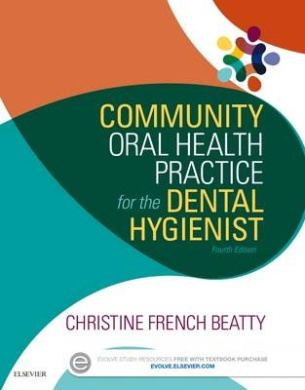 COMMUNITY
ORAL HEALTH
PRACTICE
for the DENTAL
HYGIENIST
Fourth Edition
CHRISTINE FRENCH BEATTY
ELSEVIER
e
EVOLVE STUDY RESOURCES FREE WITH TEXTBOOK PURCHASE
EVOLVE.ELSEVIER.COM